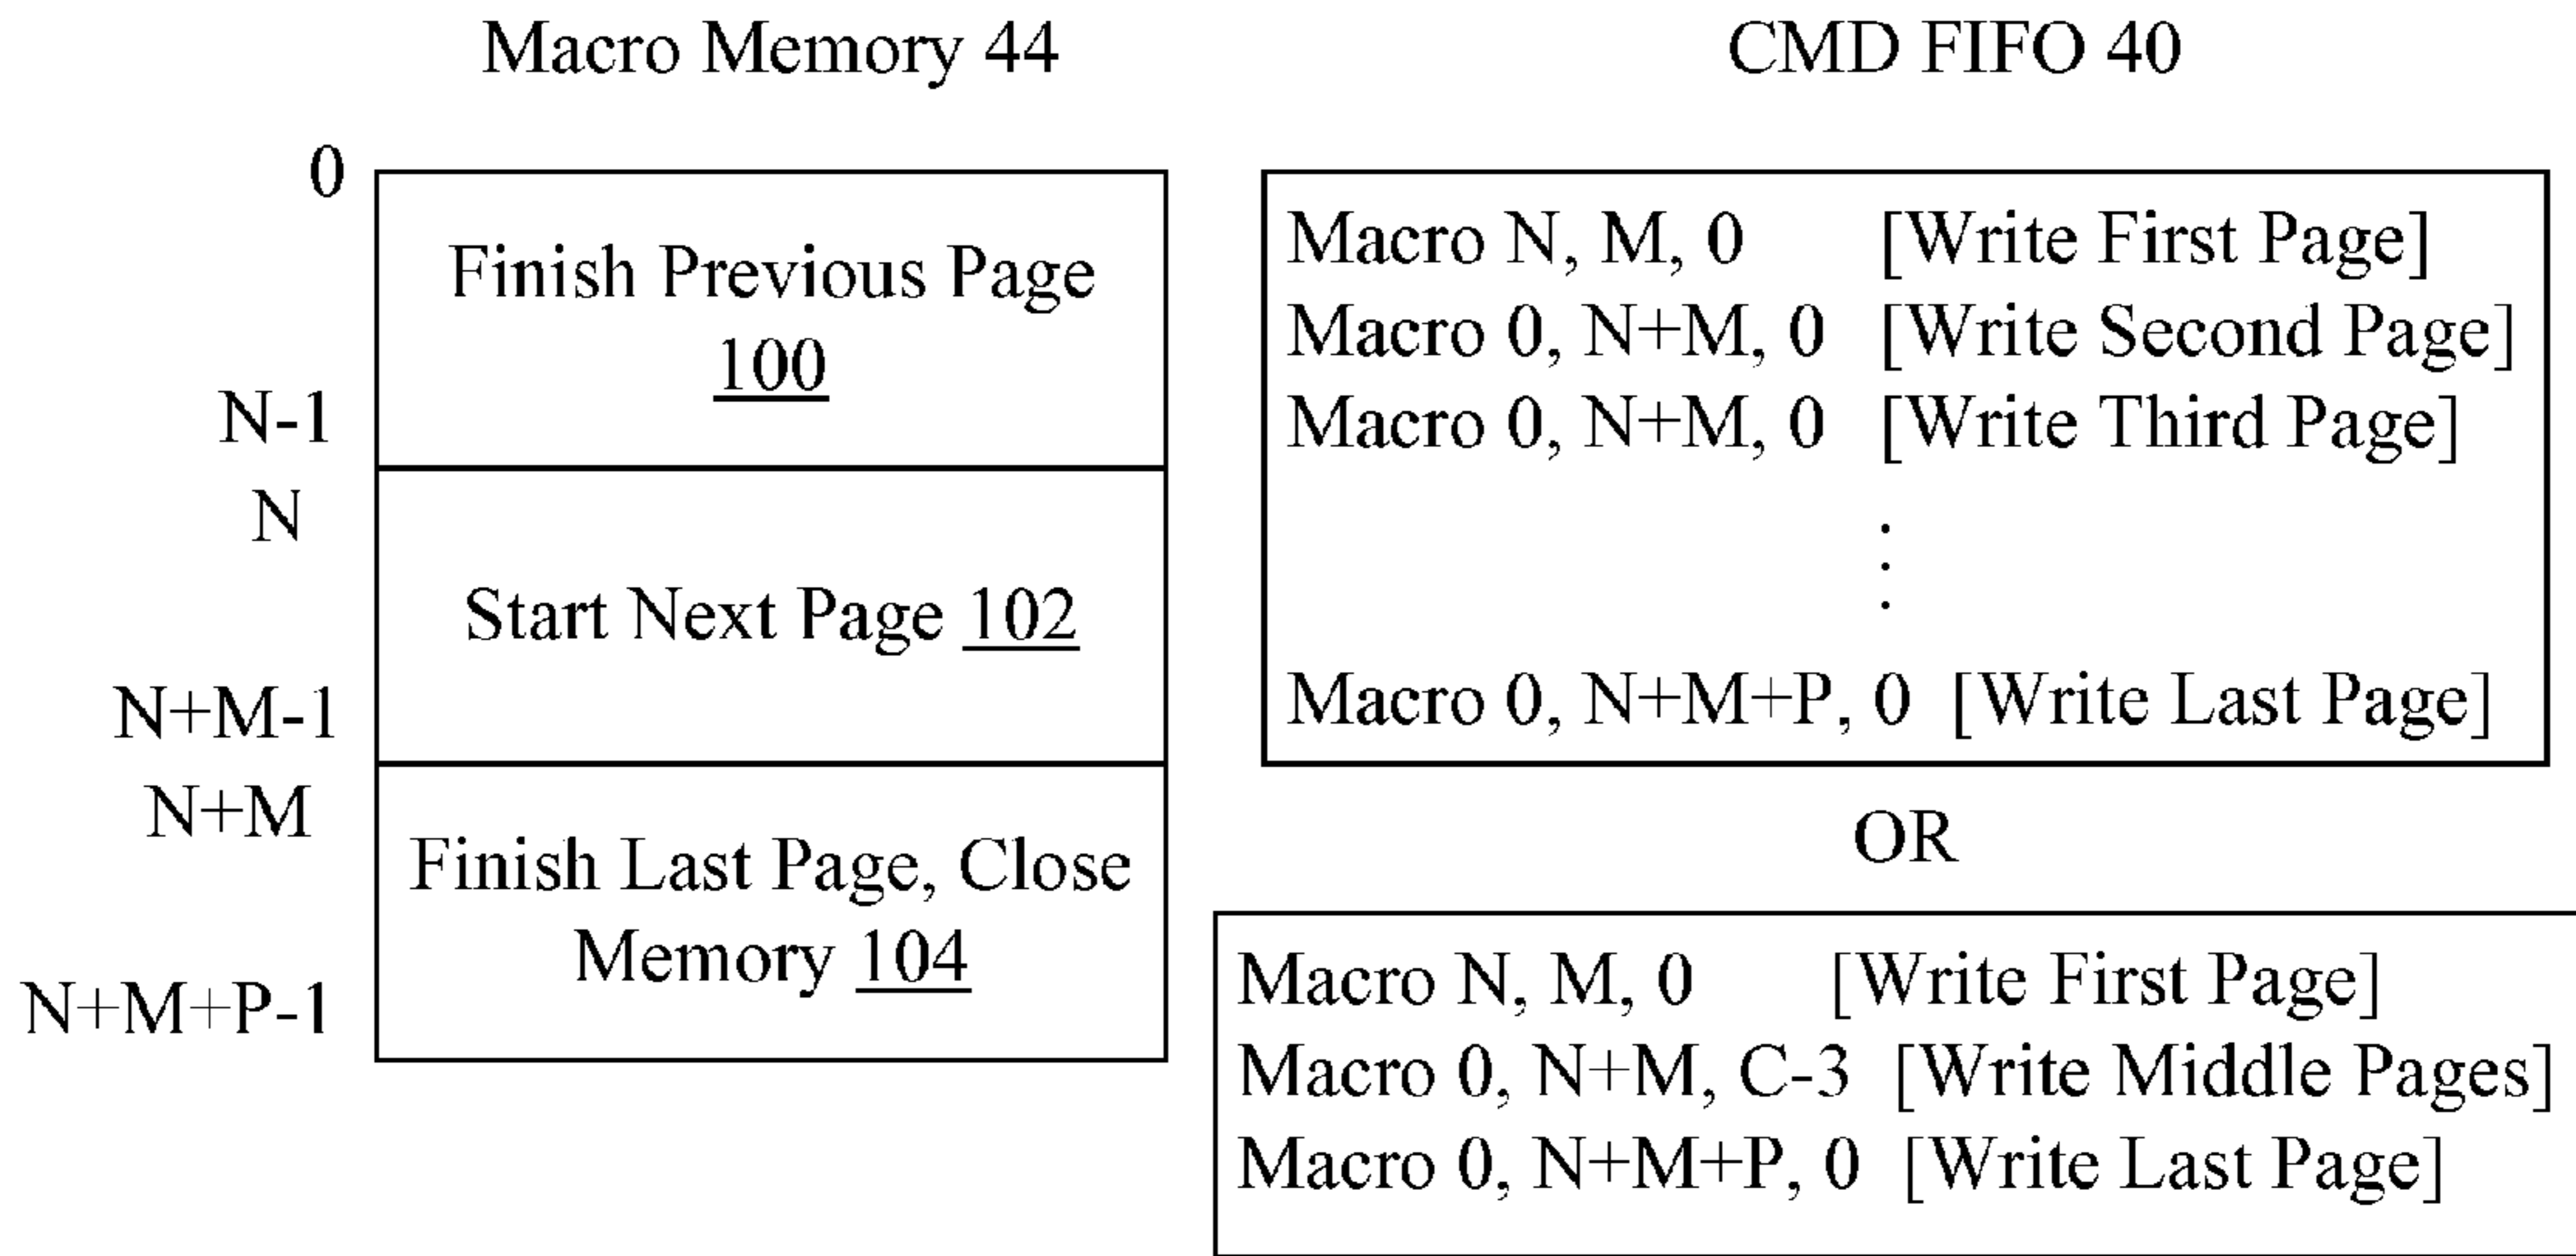 Macro Memory 44
0
Finish Previous Page
100
N-1
N
Start Next Page 102
N+M-1
N+M
Finish Last Page, Close
Memory 104
N+M+P-1
CMD FIFO 40
Macro N, M, 0 [Write First Page]
Macro 0, N+M, 0 [Write Second Page]
Macro 0, N+M, 0 [Write Third Page]
Macro 0, N+M+P, 0 [Write Last Page]
OR
Macro N, M, 0 [Write First Page]
Macro 0, N+M, C-3 [Write Middle Pages]
Macro 0, N+M+P, 0 [Write Last Page]